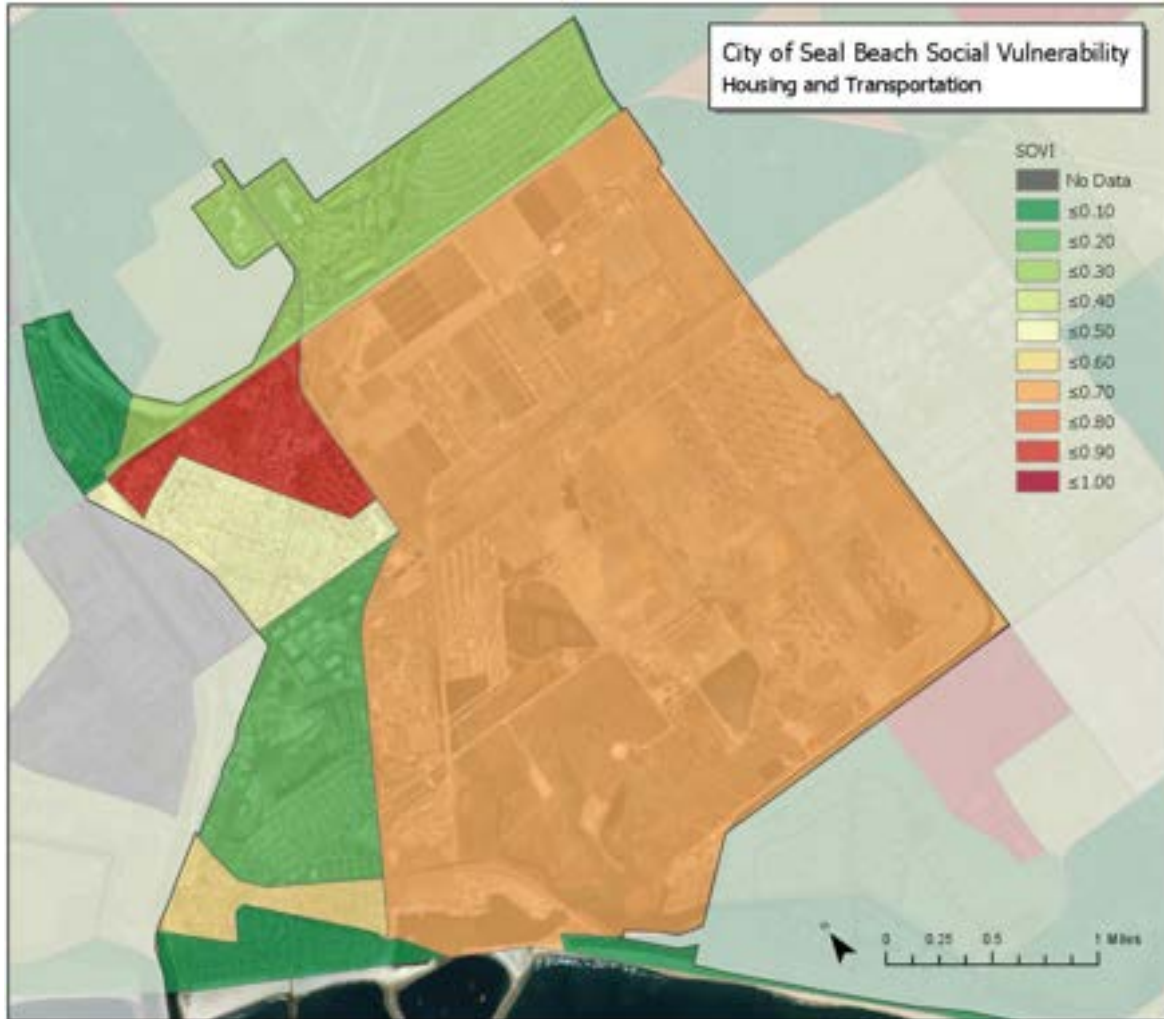 City of Seal Beach Social Vulnerability
Housing and Transportation
SOVI
No Data
≤0.10
≤0.20
≤0.30
≤0.40
≤0.50
≤0.60
≤0.70
≤0.80
≤0.90
≤1.00
0 0.25 0.5 1 Miles